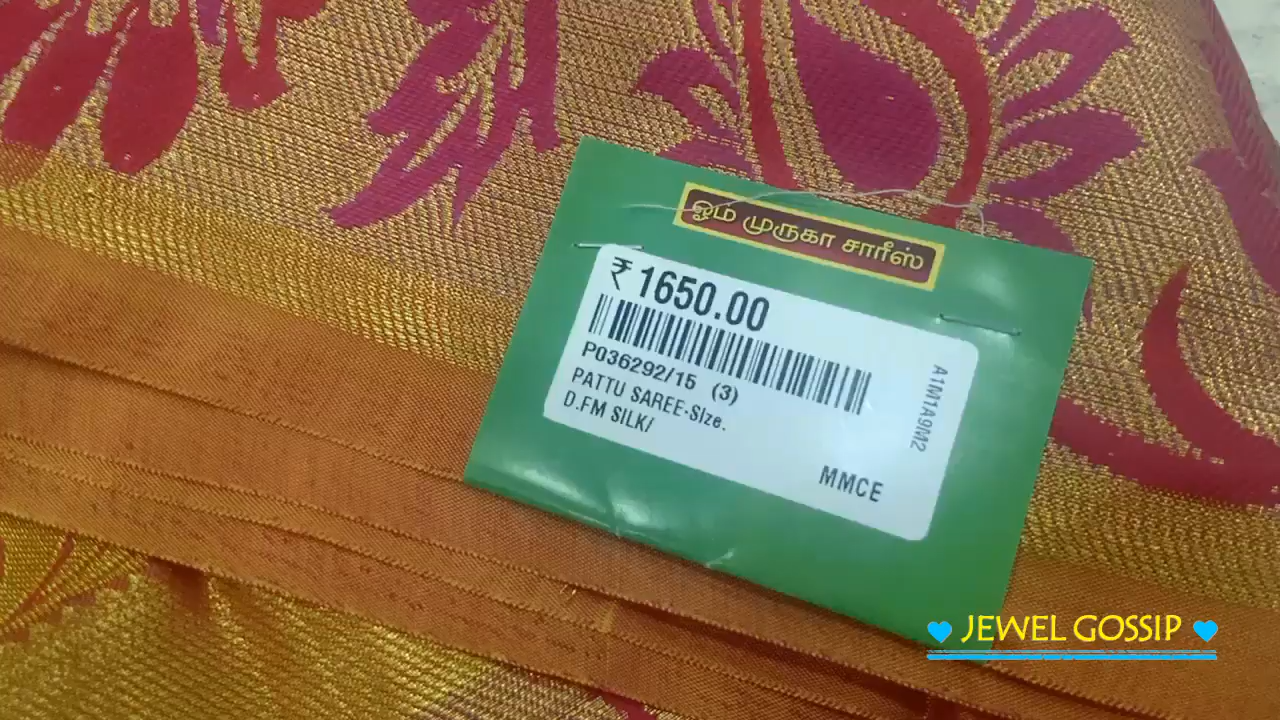 ஓம் முருகா சாரீஸ்
₹ 1650.00
P036292/15 (3)
PATTU SAREE-Size.
D.FM SILK/
A1M1A9M2
MMCE
JEWEL GOSSIP